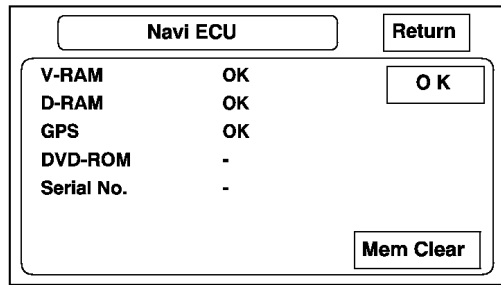 Navi ECU Return
V-RAM OK O K
D-RAM OK
GPS OK
DVD-ROM -
Serial No. -
Mem Clear